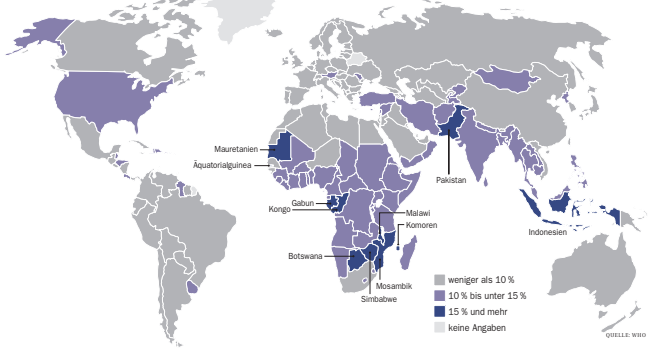 Mauretanien
Äquatorialguinea
Gabun
Kongo
Pakistan
Malawi
Komoren
Indonesien
Botswana
Mosambik
Simbabwe
weniger als 10 %
10 % bis unter 15 %
15 % und mehr
keine Angaben
QUELLE: WHO